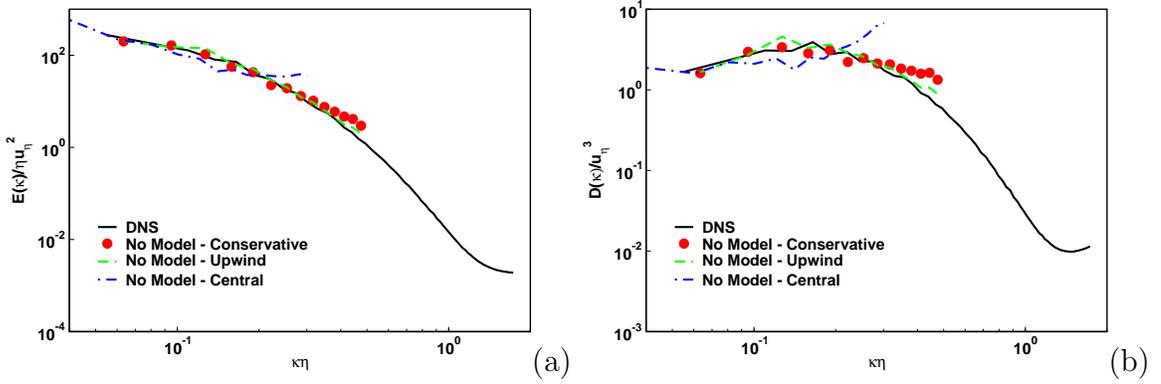 E(κ)/ηu_η^2
10^2
10^0
10^-2
10^-4
DNS
No Model - Conservative
No Model - Upwind
No Model - Central
10^-1
10^0
κη
(a)
D(κ)/u_η^3
10^1
10^0
10^-1
10^-2
10^-3
DNS
No Model - Conservative
No Model - Upwind
No Model - Central
10^-1
10^0
κη
(b)